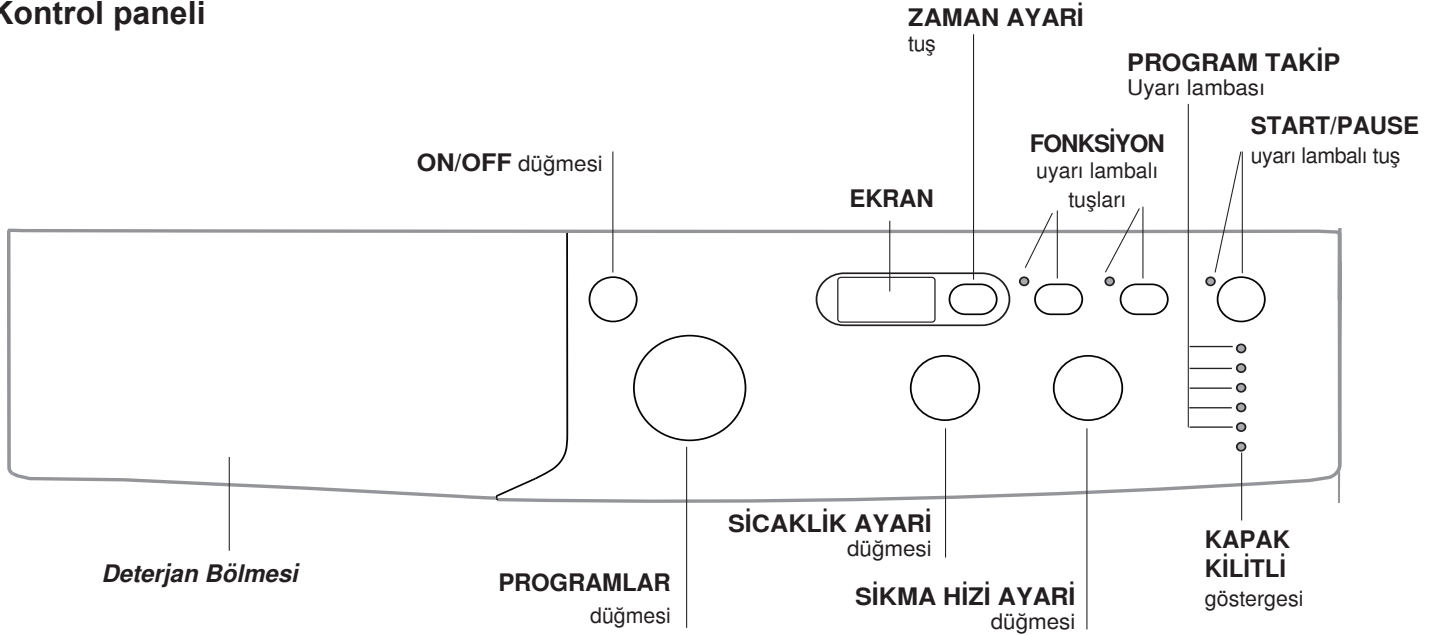 Kontrol paneli
ZAMAN AYARİ
tuş
PROGRAM TAKİP
Uyarı lambası
START/PAUSE
uyarı lambalı tuş
FONKSİYON
uyarı lambalı
tuşları
ON/OFF düğmesi
EKRAN
Deterjan Bölmesi
PROGRAMLAR
düğmesi
SİCAKLİK AYARİ
düğmesi
SİKMA HİZİ AYARİ
düğmesi
KAPAK
KİLİTLİ
göstergesi